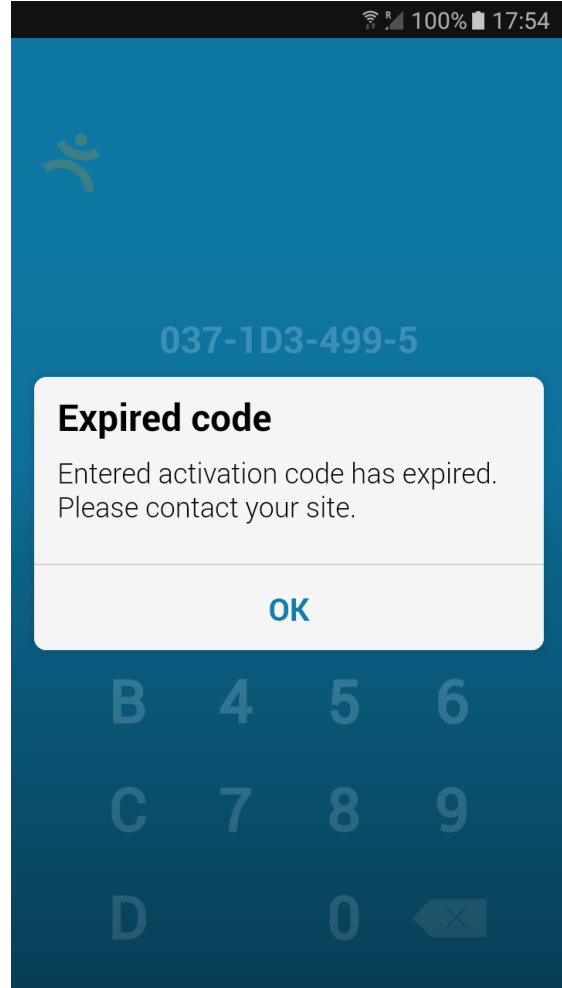 R 100% 17:54
037-1D3-499-5
Expired code
Entered activation code has expired.
Please contact your site.
OK
B 4 5 6
C 7 8 9
D 0